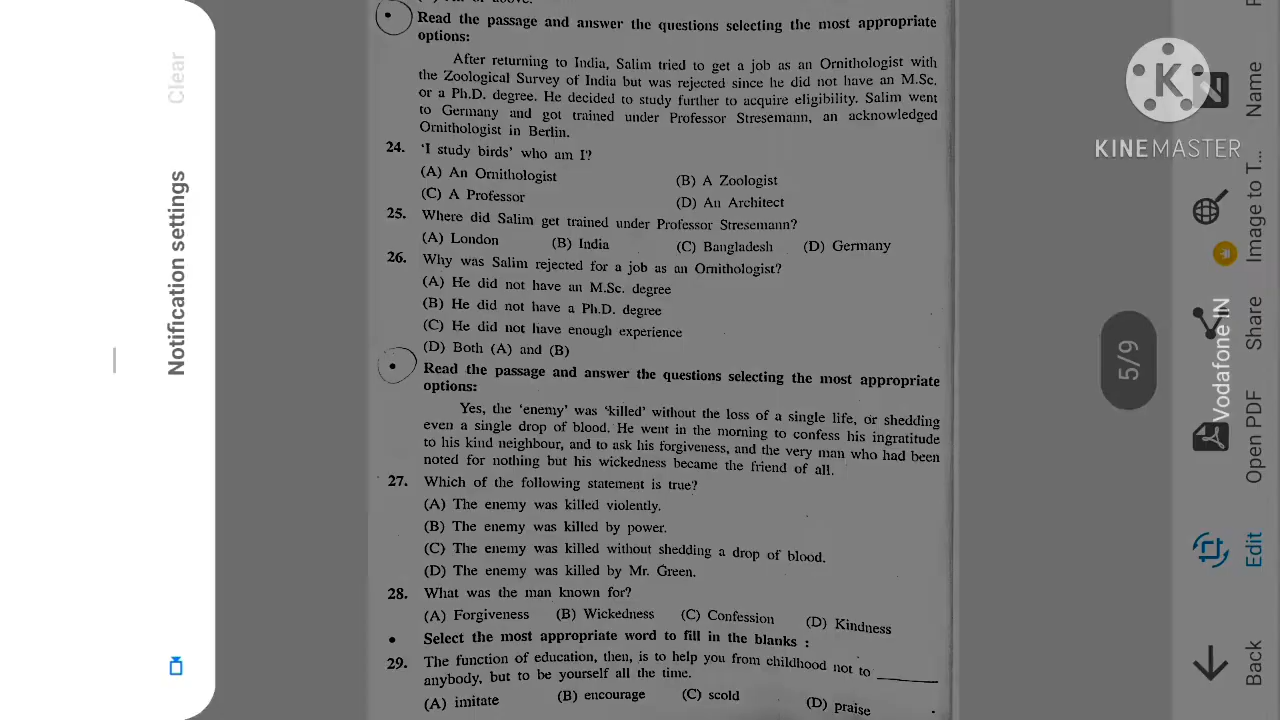 Read the passage and answer the questions selecting the most appropriate
options:
After returning to India, Salim tried to get a job as an Ornithologist with
the Zoological Survey of India but was rejected since he did not have an M.Sc.
or a Ph.D. degree. He decided to study further to acquire eligibility. Salim went
to Germany and got trained under Professor Stresemann, an acknowledged
Ornithologist in Berlin.
24. 'I study birds' who am I?
(A) An Ornithologist (B) A Zoologist
(C) A Professor (D) An Architect
25. Where did Salim get trained under Professor Stresemann?
(A) London (B) India (C) Bangladesh (D) Germany
26. Why was Salim rejected for a job as an Ornithologist?
(A) He did not have an M.Sc. degree
(B) He did not have a Ph.D. degree
(C) He did not have enough experience
(D) Both (A) and (B)
Read the passage and answer the questions selecting the most appropriate
options:
Yes, the 'enemy' was 'killed' without the loss of a single life, or shedding
even a single drop of blood. He went in the morning to confess his ingratitude
to his kind neighbour, and to ask his forgiveness, and the very man who had been
noted for nothing but his wickedness became the friend of all.
27. Which of the following statement is true?
(A) The enemy was killed violently.
(B) The enemy was killed by power.
(C) The enemy was killed without shedding a drop of blood.
(D) The enemy was killed by Mr. Green.
28. What was the man known for?
(A) Forgiveness (B) Wickedness (C) Confession (D) Kindness
• Select the most appropriate word to fill in the blanks :
29. The function of education, then, is to help you from childhood not to ______
anybody, but to be yourself all the time.
(A) imitate (B) encourage (C) scold (D) praise
Clear
Notification settings
K
KINEMASTER
5/9
Vodafone IN
Name
Image to T...
Share
Open PDF
Edit
Back